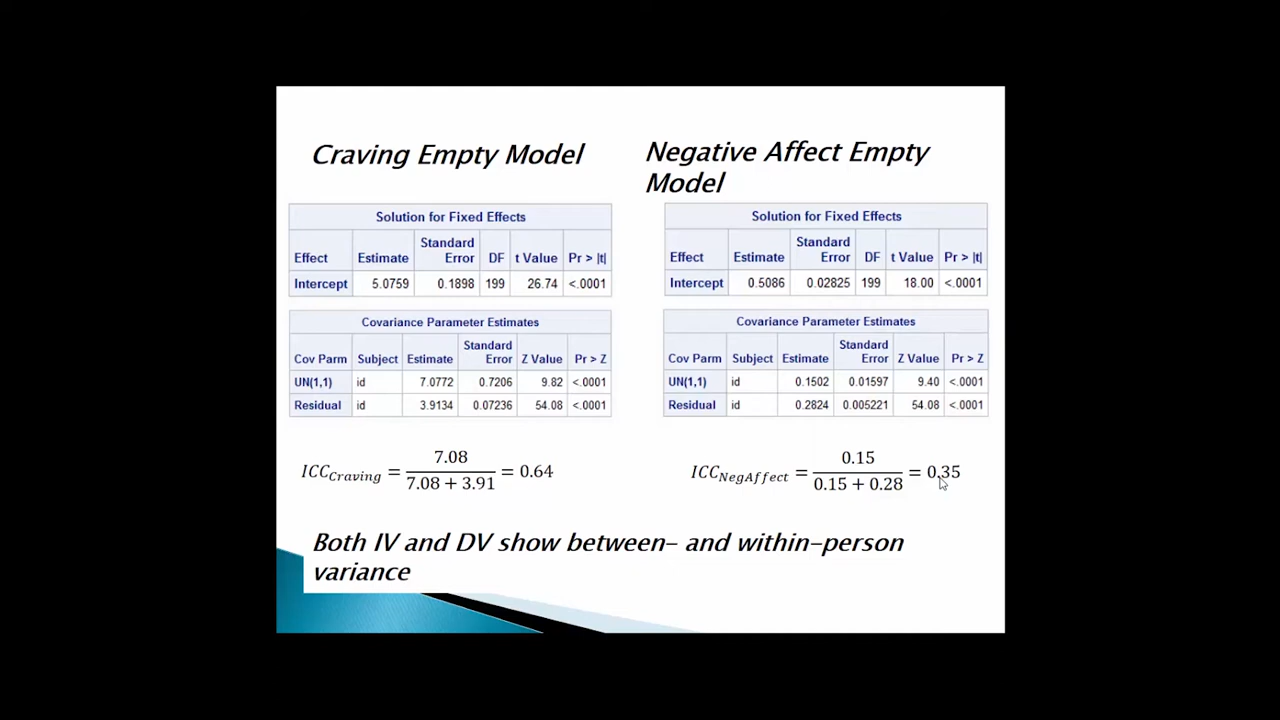 Craving Empty Model
Solution for Fixed Effects
Effect Estimate Standard Error DF t Value Pr > |t|
Intercept 5.0759 0.1898 199 26.74 <.0001
Covariance Parameter Estimates
Cov Parm Subject Estimate Standard Error Z Value Pr > Z
UN(1,1) id 7.0772 0.7206 9.82 <.0001
Residual id 3.9134 0.07236 54.08 <.0001
ICC_Craving = 7.08 / (7.08 + 3.91) = 0.64
Negative Affect Empty
Model
Solution for Fixed Effects
Effect Estimate Standard Error DF t Value Pr > |t|
Intercept 0.5086 0.02825 199 18.00 <.0001
Covariance Parameter Estimates
Cov Parm Subject Estimate Standard Error Z Value Pr > Z
UN(1,1) id 0.1502 0.01597 9.40 <.0001
Residual id 0.2824 0.005221 54.08 <.0001
ICC_NegAffect = 0.15 / (0.15 + 0.28) = 0.35
Both IV and DV show between- and within-person
variance